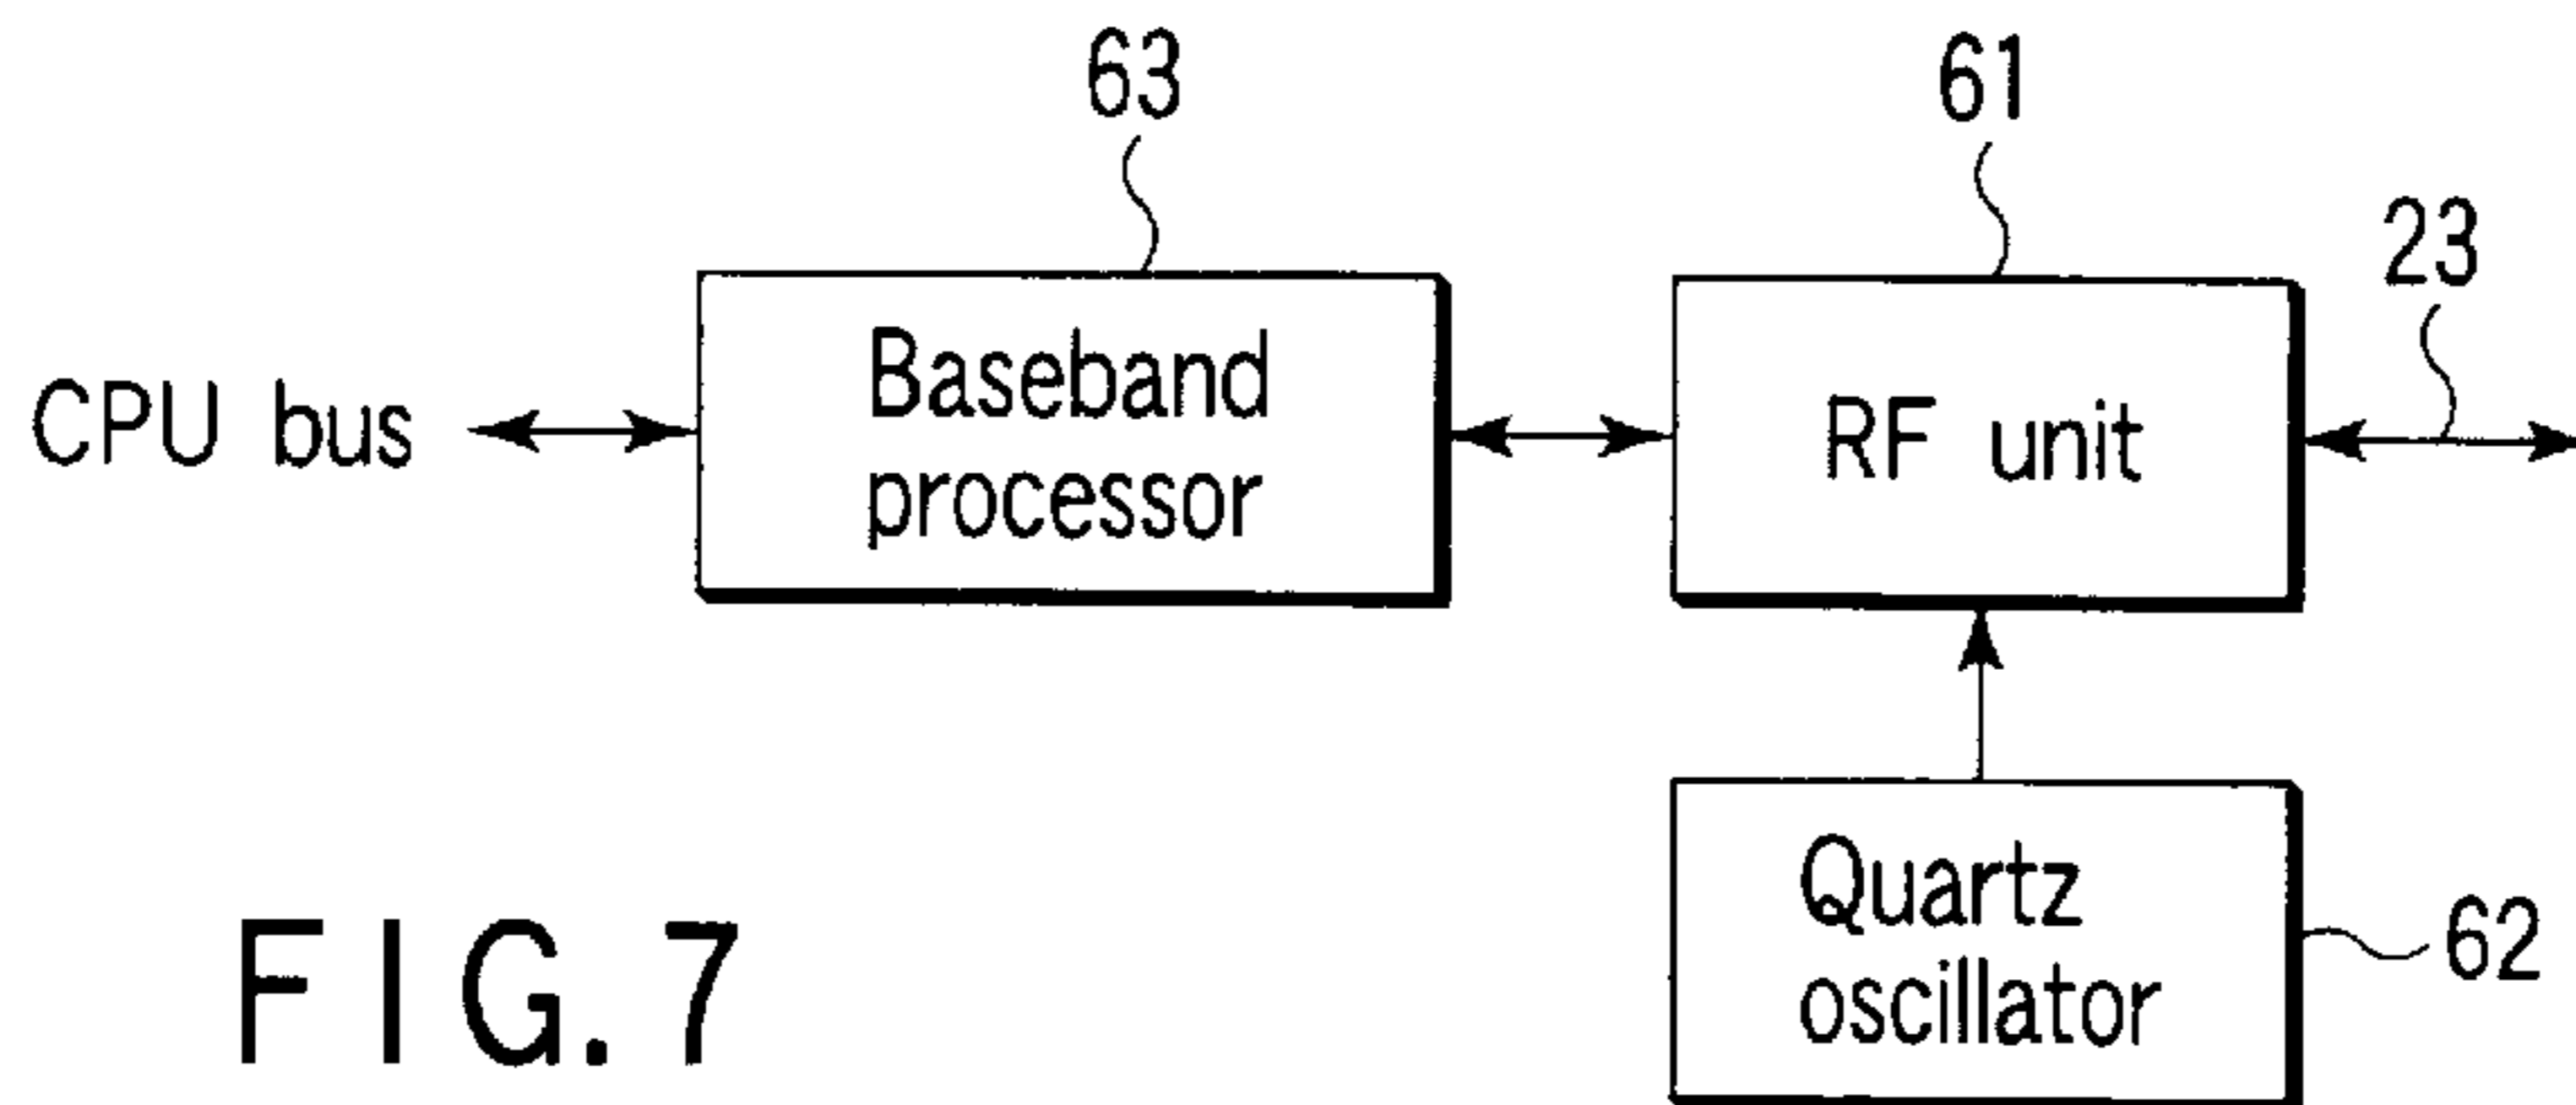 63
61
23
CPU bus
Baseband
processor
RF unit
Quartz
oscillator
62
FIG. 7